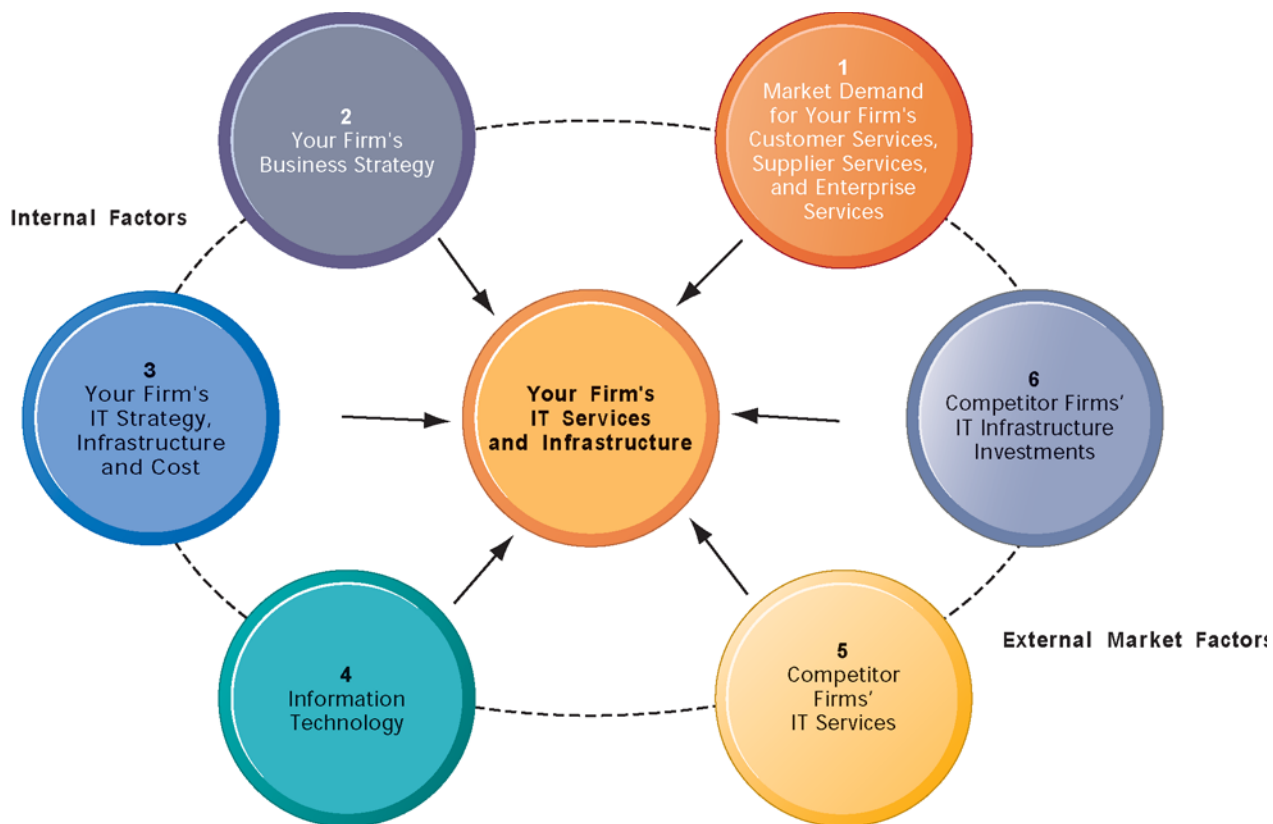 1
Market Demand
for Your Firm's
Customer Services,
Supplier Services,
and Enterprise
Services
2
Your Firm's
Business Strategy
Internal Factors
3
Your Firm's
IT Strategy,
Infrastructure
and Cost
Your Firm's
IT Services
and Infrastructure
6
Competitor Firms’
IT Infrastructure
Investments
4
Information
Technology
5
Competitor
Firms’
IT Services
External Market Factors